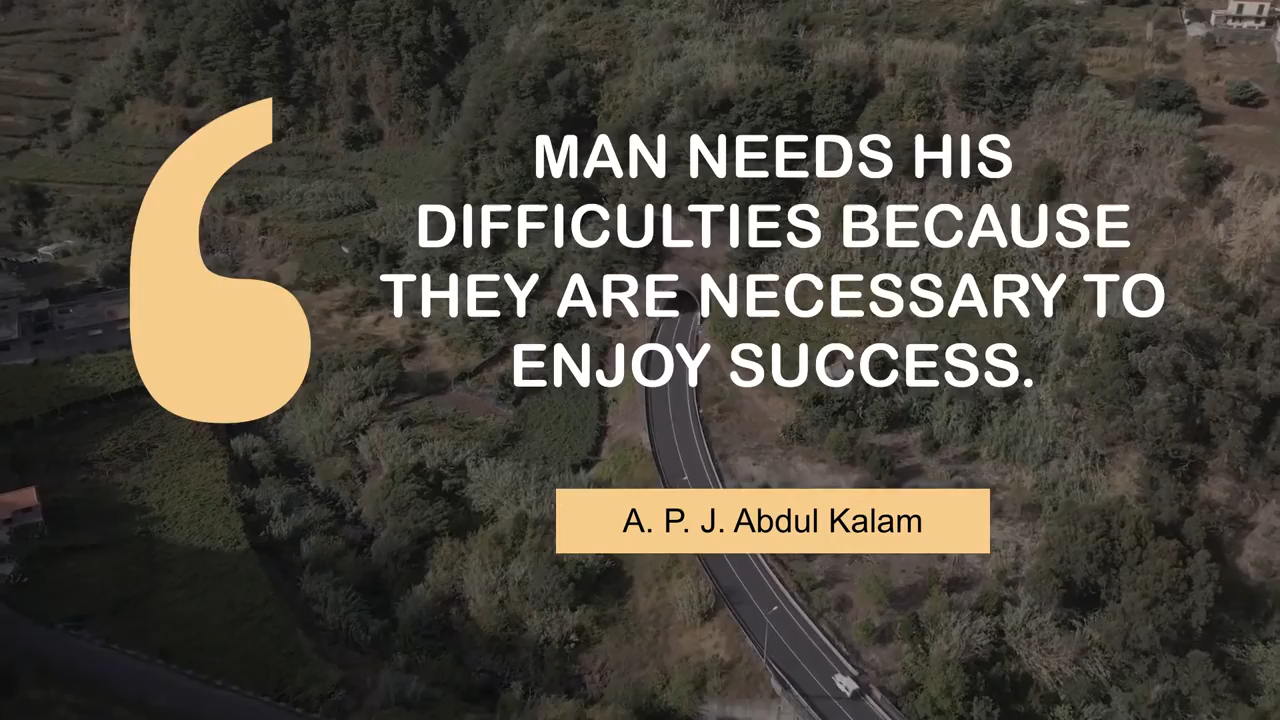 MAN NEEDS HIS
DIFFICULTIES BECAUSE
THEY ARE NECESSARY TO
ENJOY SUCCESS.
A. P. J. Abdul Kalam